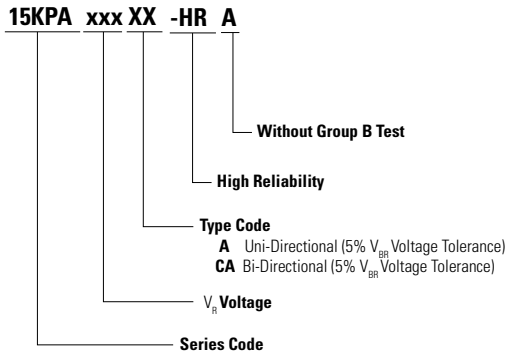 15KPA xxx XX -HR A
Without Group B Test
High Reliability
Type Code
A Uni-Directional (5% VBR Voltage Tolerance)
CA Bi-Directional (5% VBR Voltage Tolerance)
VR Voltage
Series Code